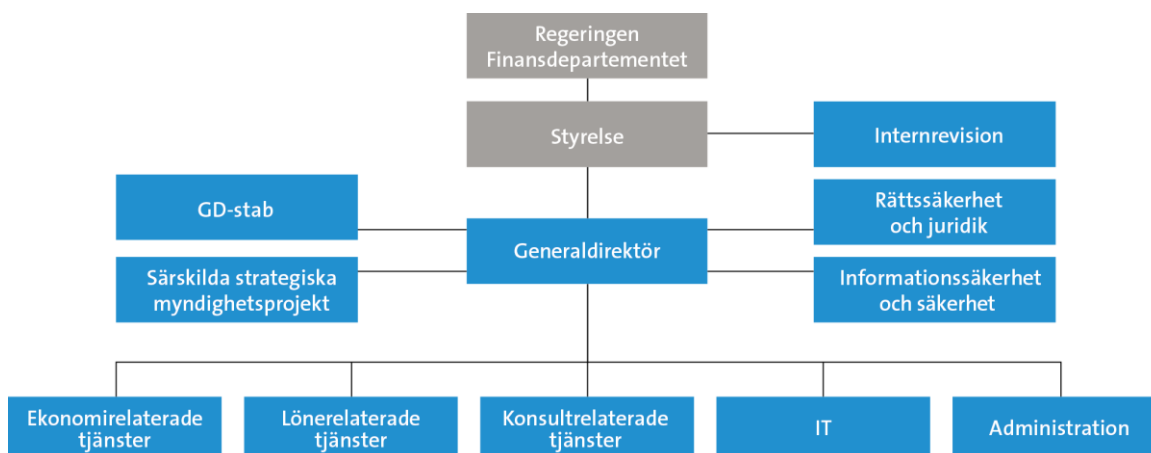 Regeringen
Finansdepartementet
Styrelse
Internrevision
GD-stab
Rättssäkerhet
och juridik
Generaldirektör
Särskilda strategiska
myndighetsprojekt
Informationssäkerhet
och säkerhet
Ekonomirelaterade
tjänster
Lönerelaterade
tjänster
Konsultrelaterade
tjänster
IT
Administration